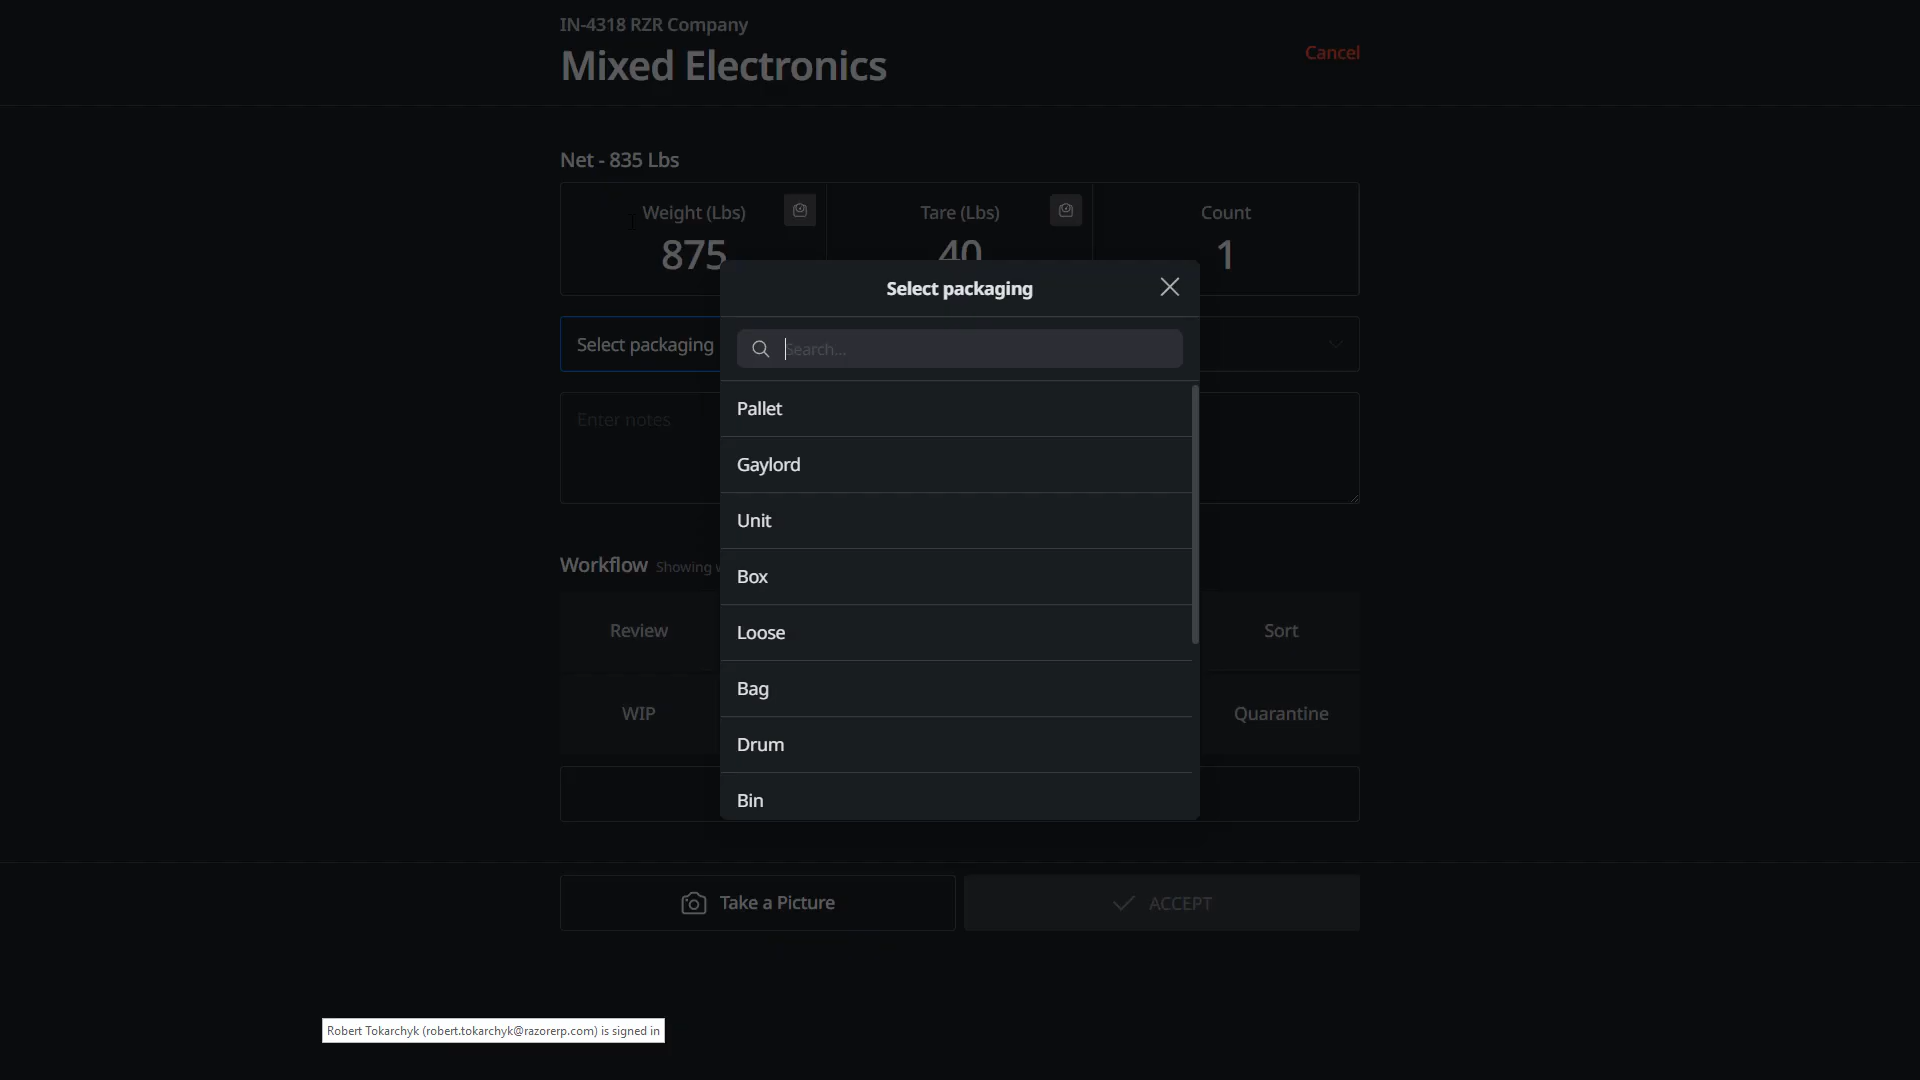 IN-4318 RZR Company
Mixed Electronics
Cancel
Net - 835 Lbs
Weight (Lbs)
875
Tare (Lbs)
40
Count
1
Select packaging
Enter notes
Workflow Showing
Review
Sort
WIP
Quarantine
Select packaging
Search...
Pallet
Gaylord
Unit
Box
Loose
Bag
Drum
Bin
Take a Picture
ACCEPT
Robert Tokarchyk (robert.tokarchyk@razorerp.com) is signed in